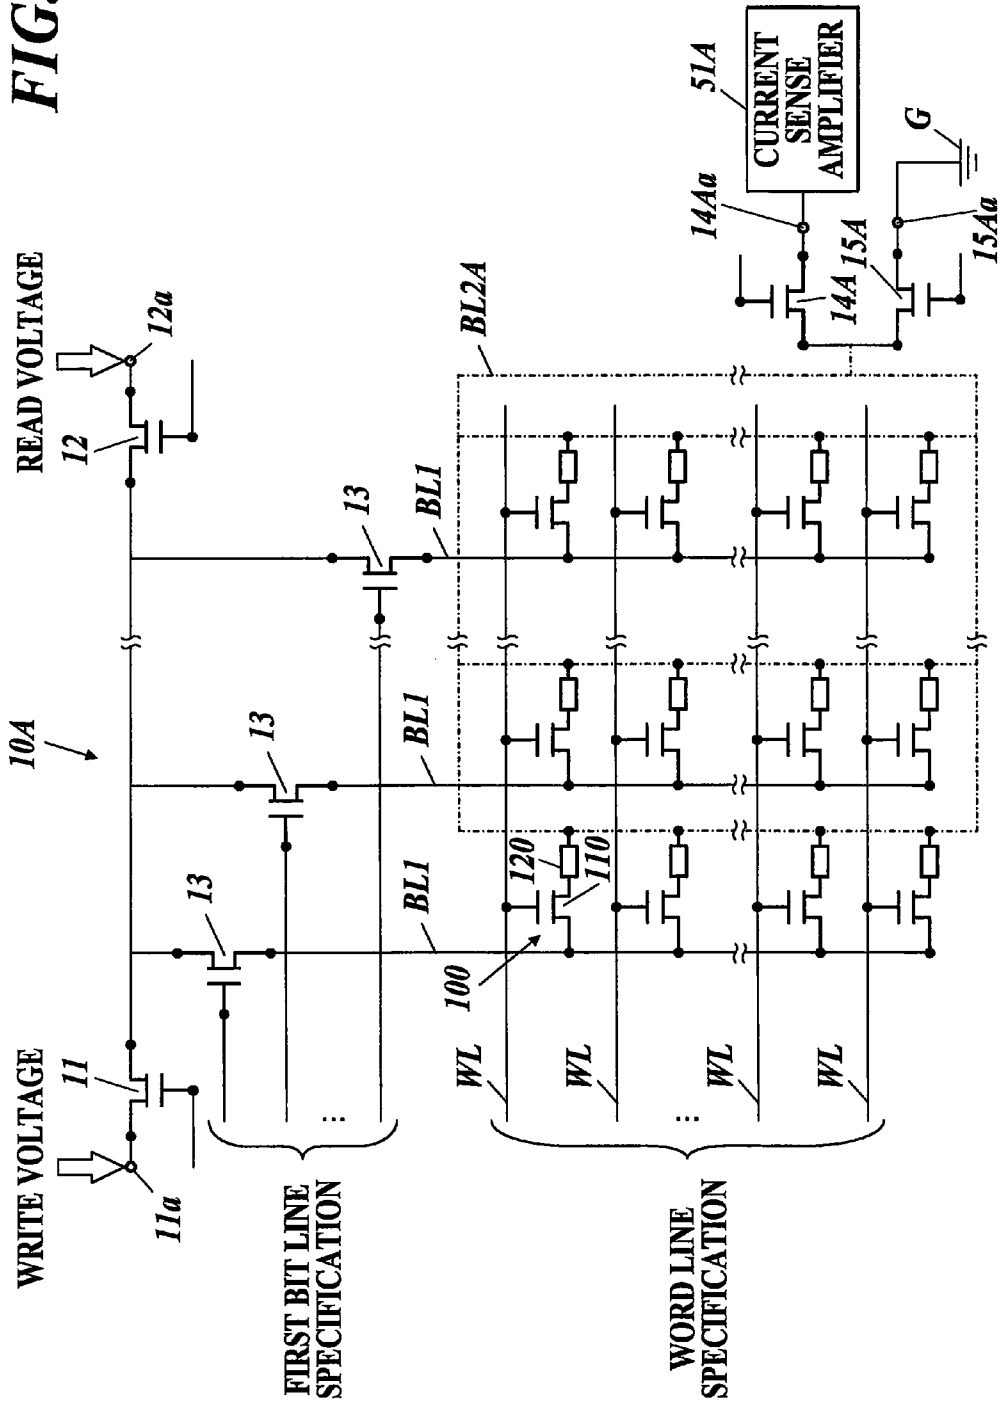 FIG.
10A
WRITE VOLTAGE
READ VOLTAGE
11
11a
12
12a
13
13
13
FIRST BIT LINE
SPECIFICATION
BL1
BL1
BL1
BL2A
14Aa
51A
CURRENT
SENSE
AMPLIFIER
14A
15A
G
15Aa
100
120
110
WL
WL
...
WL
WL
...
WORD LINE
SPECIFICATION